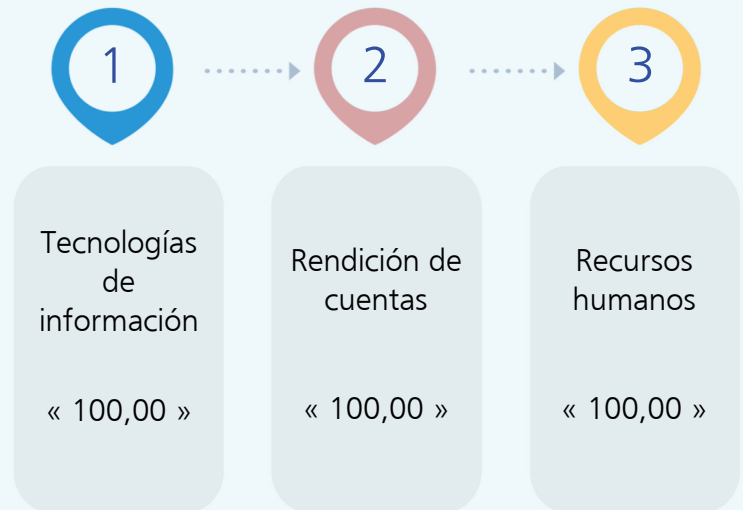 1
2
3
Tecnologías
de
información
« 100,00 »
Rendición de
cuentas
« 100,00 »
Recursos
humanos
« 100,00 »